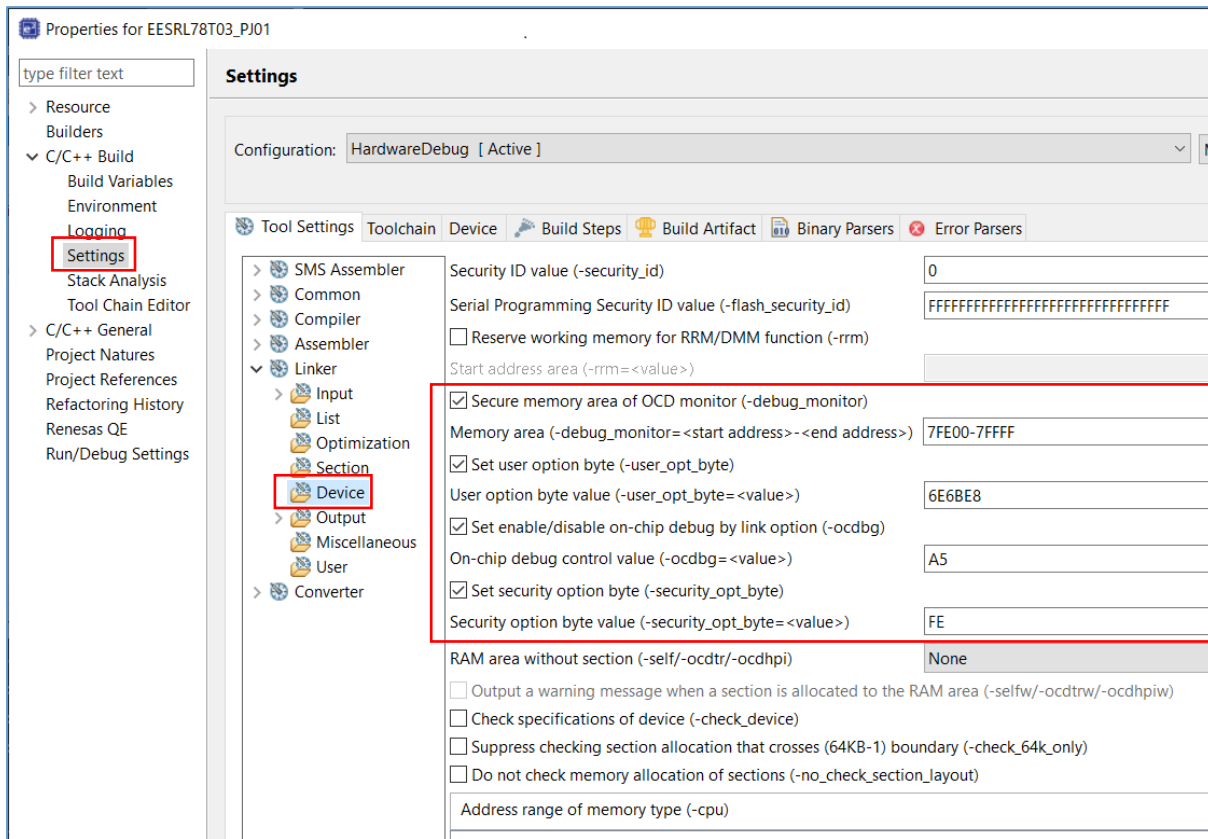 Properties for EESRL78T03_PJ01
type filter text
Settings
Resource
Builders
C/C++ Build
Build Variables
Environment
Logging
Settings
Stack Analysis
Tool Chain Editor
C/C++ General
Project Natures
Project References
Refactoring History
Renesas QE
Run/Debug Settings
Configuration: HardwareDebug [ Active ]
Tool Settings Toolchain Device Build Steps Build Artifact Binary Parsers Error Parsers
SMS Assembler
Common
Compiler
Assembler
Linker
Input
List
Optimization
Section
Device
Output
Miscellaneous
User
Converter
Security ID value (-security_id) 0
Serial Programming Security ID value (-flash_security_id) FFFFFFFFFFFFFFFFFFFFFFFFFFFFFFFF
Reserve working memory for RRM/DMM function (-rrm)
Start address area (-rrm=<value>)
Secure memory area of OCD monitor (-debug_monitor)
Memory area (-debug_monitor=<start address>-<end address>) 7FE00-7FFFF
Set user option byte (-user_opt_byte)
User option byte value (-user_opt_byte=<value>) 6E6BE8
Set enable/disable on-chip debug by link option (-ocdbg)
On-chip debug control value (-ocdbg=<value>) A5
Set security option byte (-security_opt_byte)
Security option byte value (-security_opt_byte=<value>) FE
RAM area without section (-self/-ocdtr/-ocdhpi) None
Output a warning message when a section is allocated to the RAM area (-selfw/-ocdtrw/-ocdhpiw)
Check specifications of device (-check_device)
Suppress checking section allocation that crosses (64KB-1) boundary (-check_64k_only)
Do not check memory allocation of sections (-no_check_section_layout)
Address range of memory type (-cpu)